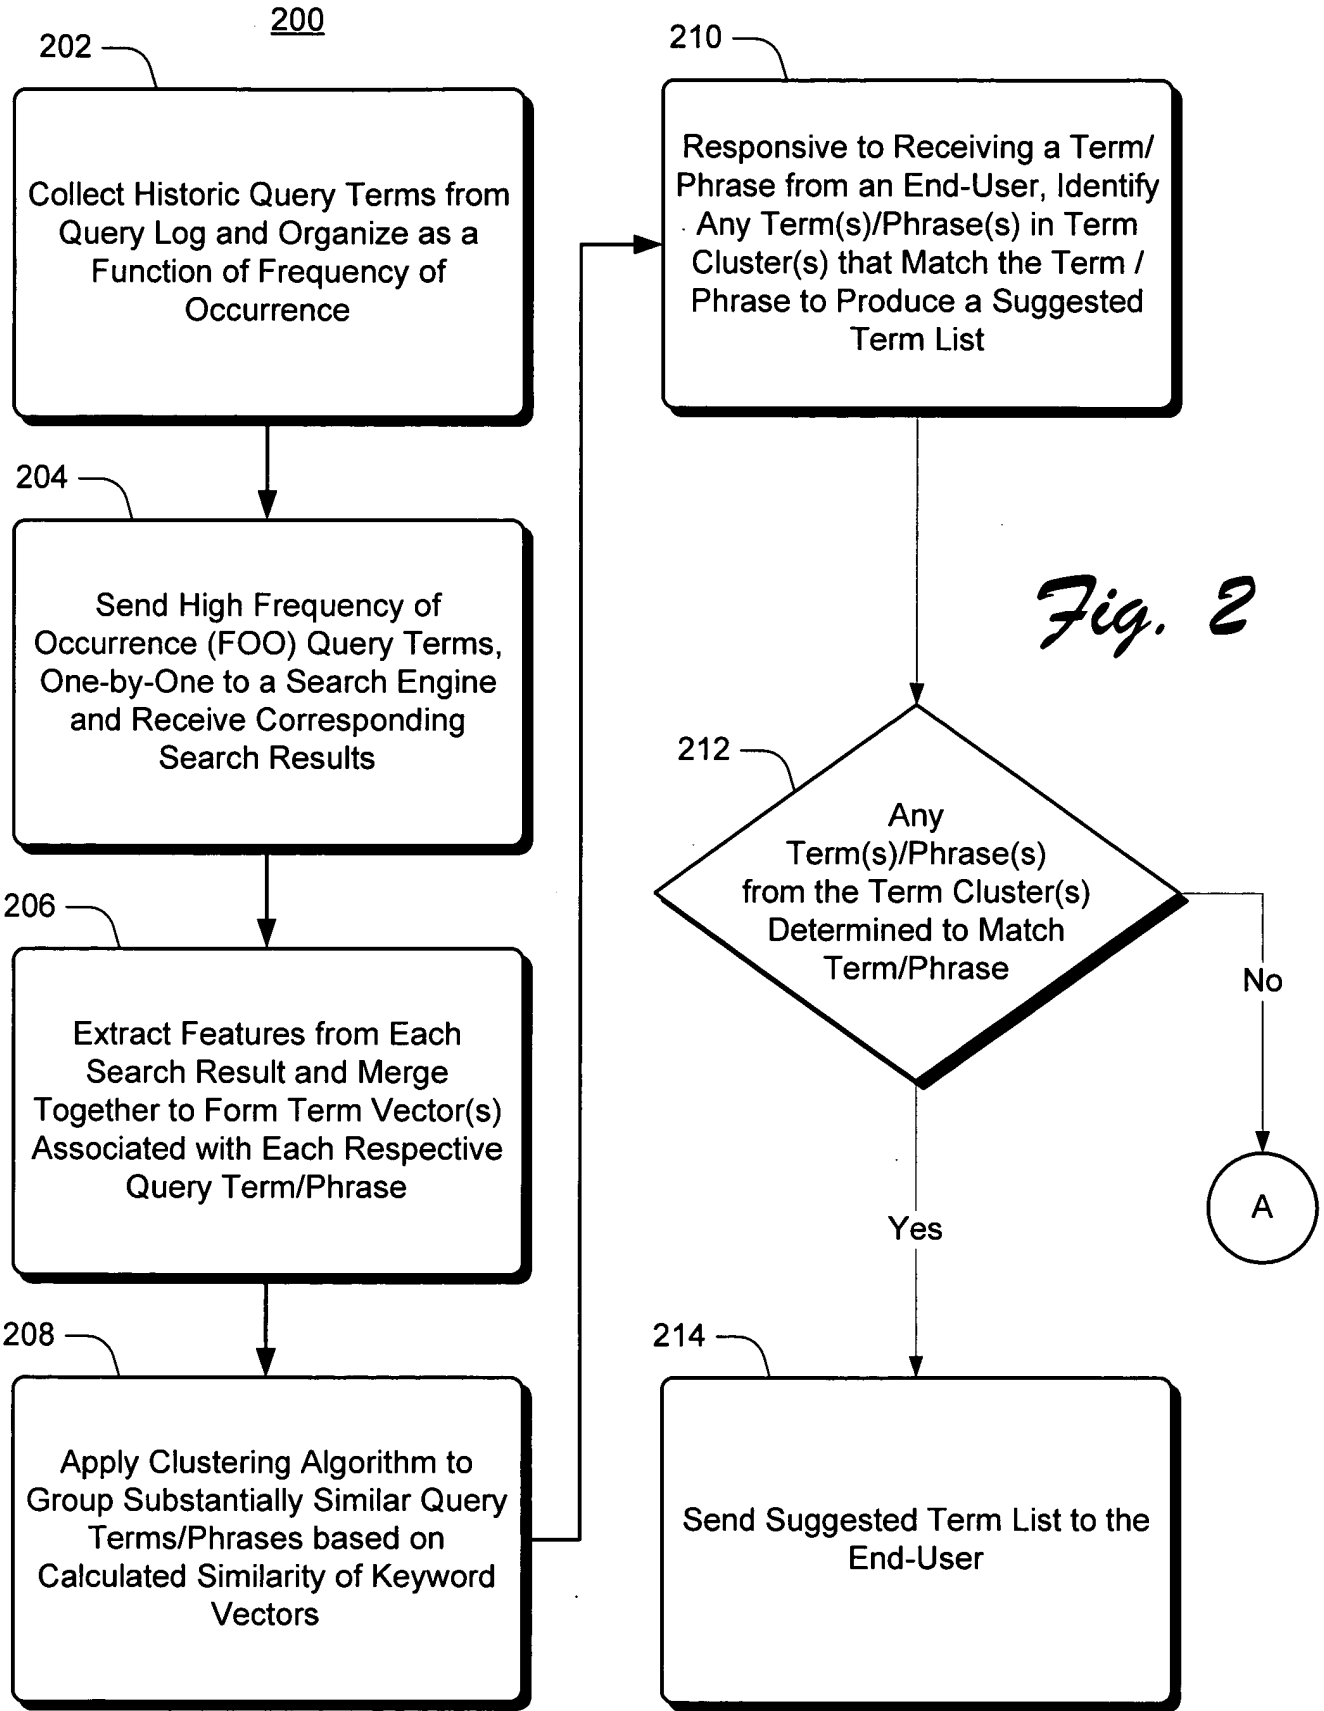 200
202
Collect Historic Query Terms from
Query Log and Organize as a
Function of Frequency of
Occurrence
204
Send High Frequency of
Occurrence (FOO) Query Terms,
One-by-One to a Search Engine
and Receive Corresponding
Search Results
206
Extract Features from Each
Search Result and Merge
Together to Form Term Vector(s)
Associated with Each Respective
Query Term/Phrase
208
Apply Clustering Algorithm to
Group Substantially Similar Query
Terms/Phrases based on
Calculated Similarity of Keyword
Vectors
210
Responsive to Receiving a Term/
Phrase from an End-User, Identify
Any Term(s)/Phrase(s) in Term
Cluster(s) that Match the Term /
Phrase to Produce a Suggested
Term List
Fig. 2
212
Any
Term(s)/Phrase(s)
from the Term Cluster(s)
Determined to Match
Term/Phrase
No
A
Yes
214
Send Suggested Term List to the
End-User